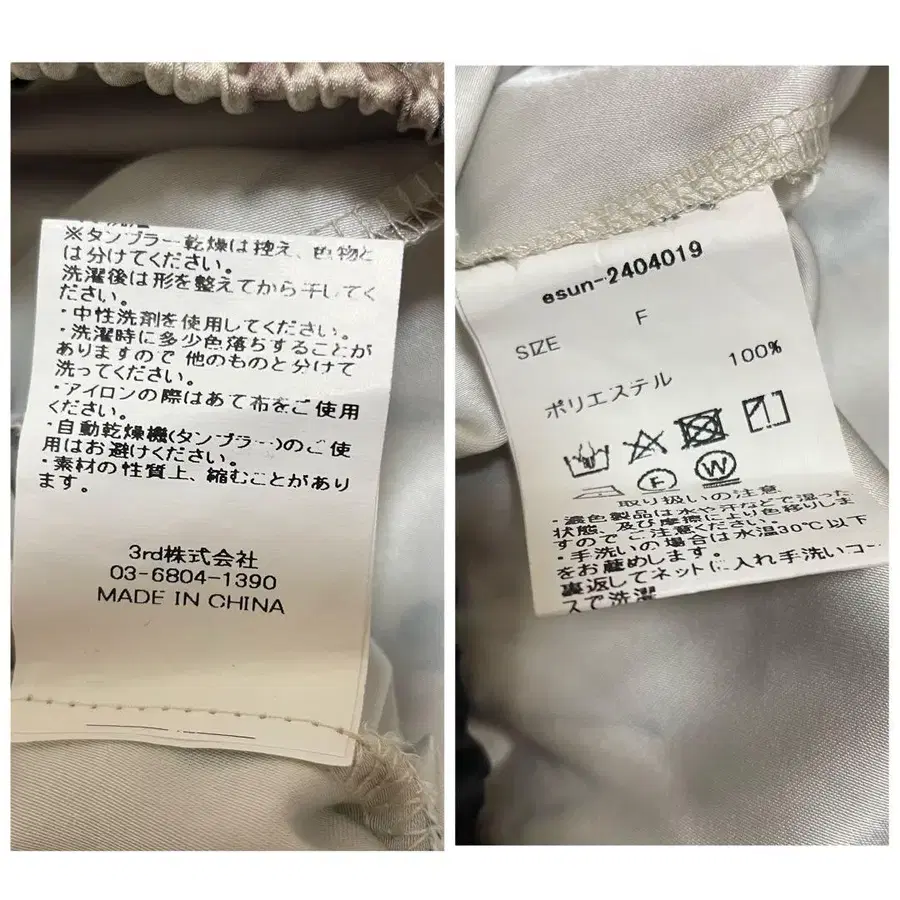 ※タンブラー乾燥は控え、色物と
は分けてください。
洗濯後は形を整えてから干してく
ださい。
・中性洗剤を使用してください。
・洗濯時に多少色落ちすることが
ありますので 他のものと分けて
洗ってください。
・アイロンの際はあて布をご使用
ください。
・自動乾燥機(タンブラー)のご使
用はお避けください。
・素材の性質上、縮むことがあり
ます。
3rd株式会社
03-6804-1390
MADE IN CHINA
esun-2404019
SIZE F
ポリエステル 100%
F W
取り扱いの注意
・濃色製品は水や汗などで湿った
状態、及び摩擦により色移りしま
すのでご注意ください。
・手洗いの場合は水温30℃以下
をお薦めします。
裏返してネットに入れ手洗いコー
スで洗濯